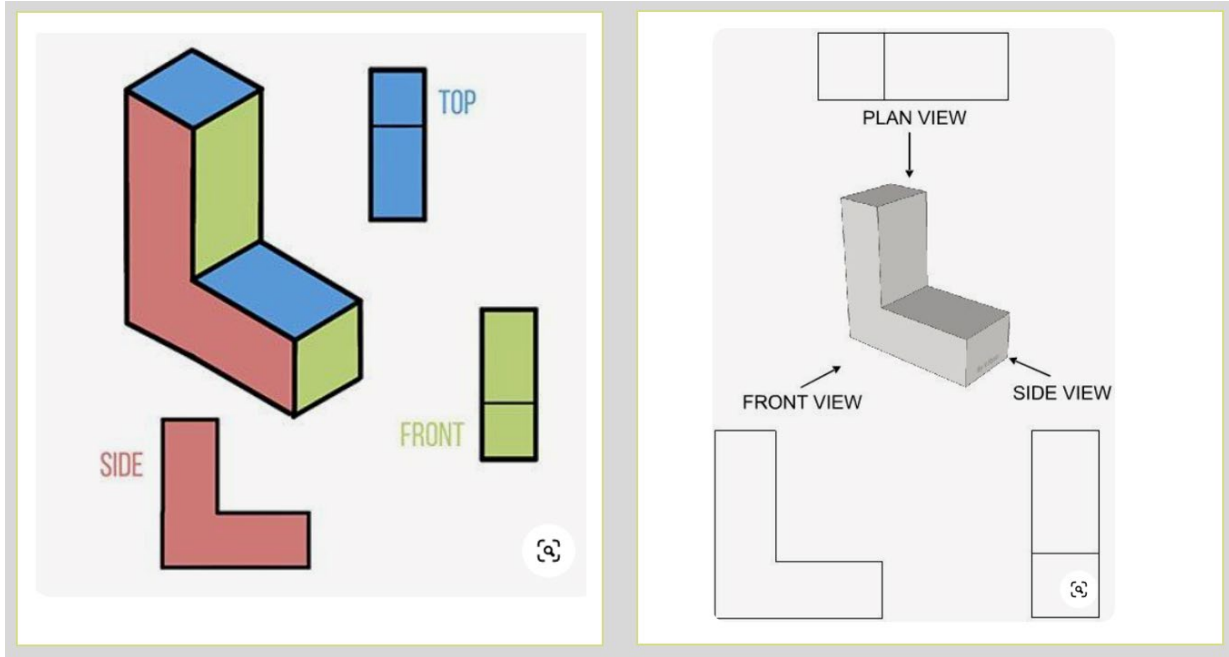 TOP
FRONT
SIDE
PLAN VIEW
FRONT VIEW
SIDE VIEW